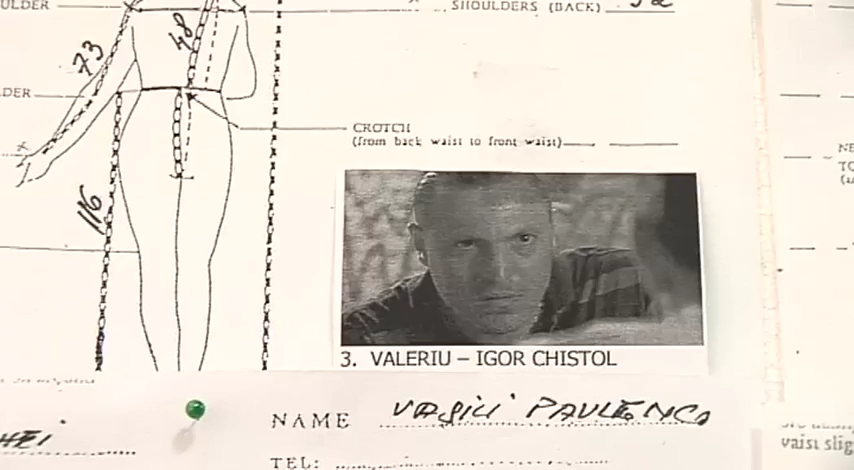 SHOULDERS (BACK)
73
48
CROTCH
(from back waist to front waist)
116
3. VALERIU – IGOR CHISTOL
NAME VASILI PAVLENCO
TEL: